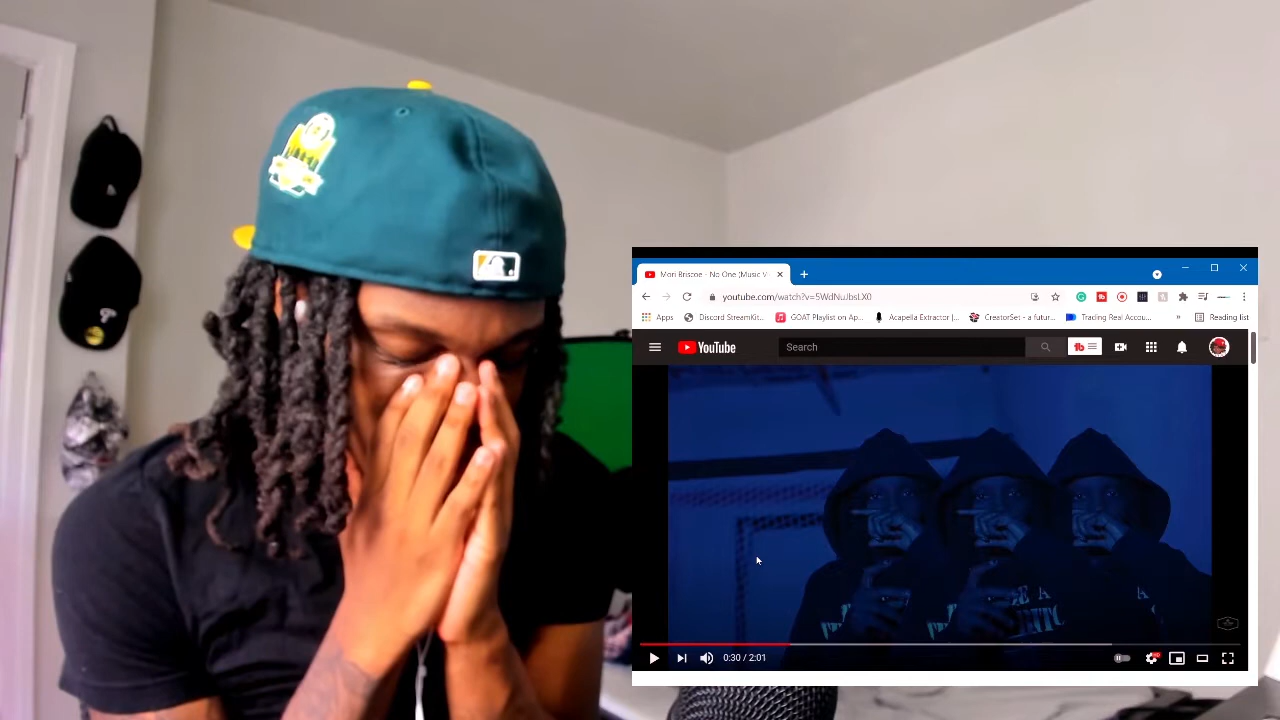 Mori Briscoe - No One (Music V
youtube.com/watch?v=5WdNuJbsLX0
Apps Discord StreamKit... GOAT Playlist on Ap... Acapella Extractor |... CreatorSet - a futur... Trading Real Accou... » Reading list
YouTube Search tb
0:30 / 2:01